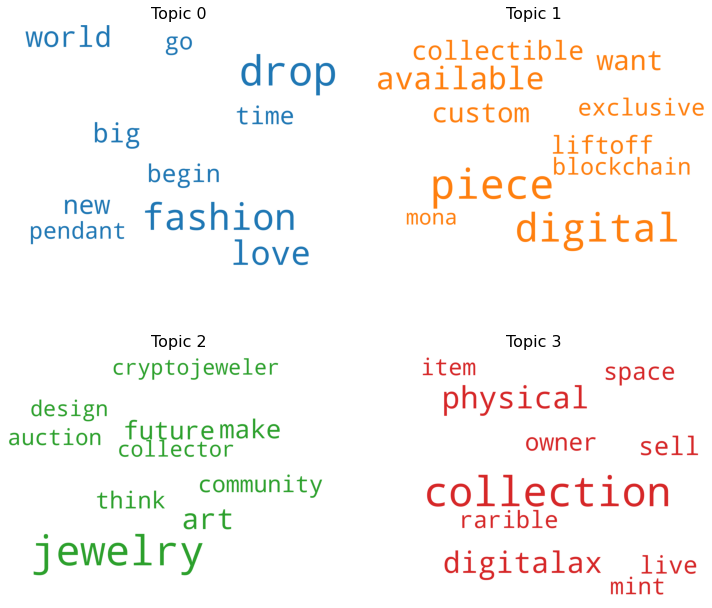 Topic 0
world
go
drop
time
big
begin
new
pendant
fashion
love
Topic 1
collectible
want
available
custom
exclusive
liftoff
blockchain
piece
mona
digital
Topic 2
cryptojeweler
design
auction
future make
collector
community
think
art
jewelry
Topic 3
item
space
physical
owner
sell
collection
rarible
digitalax
live
mint